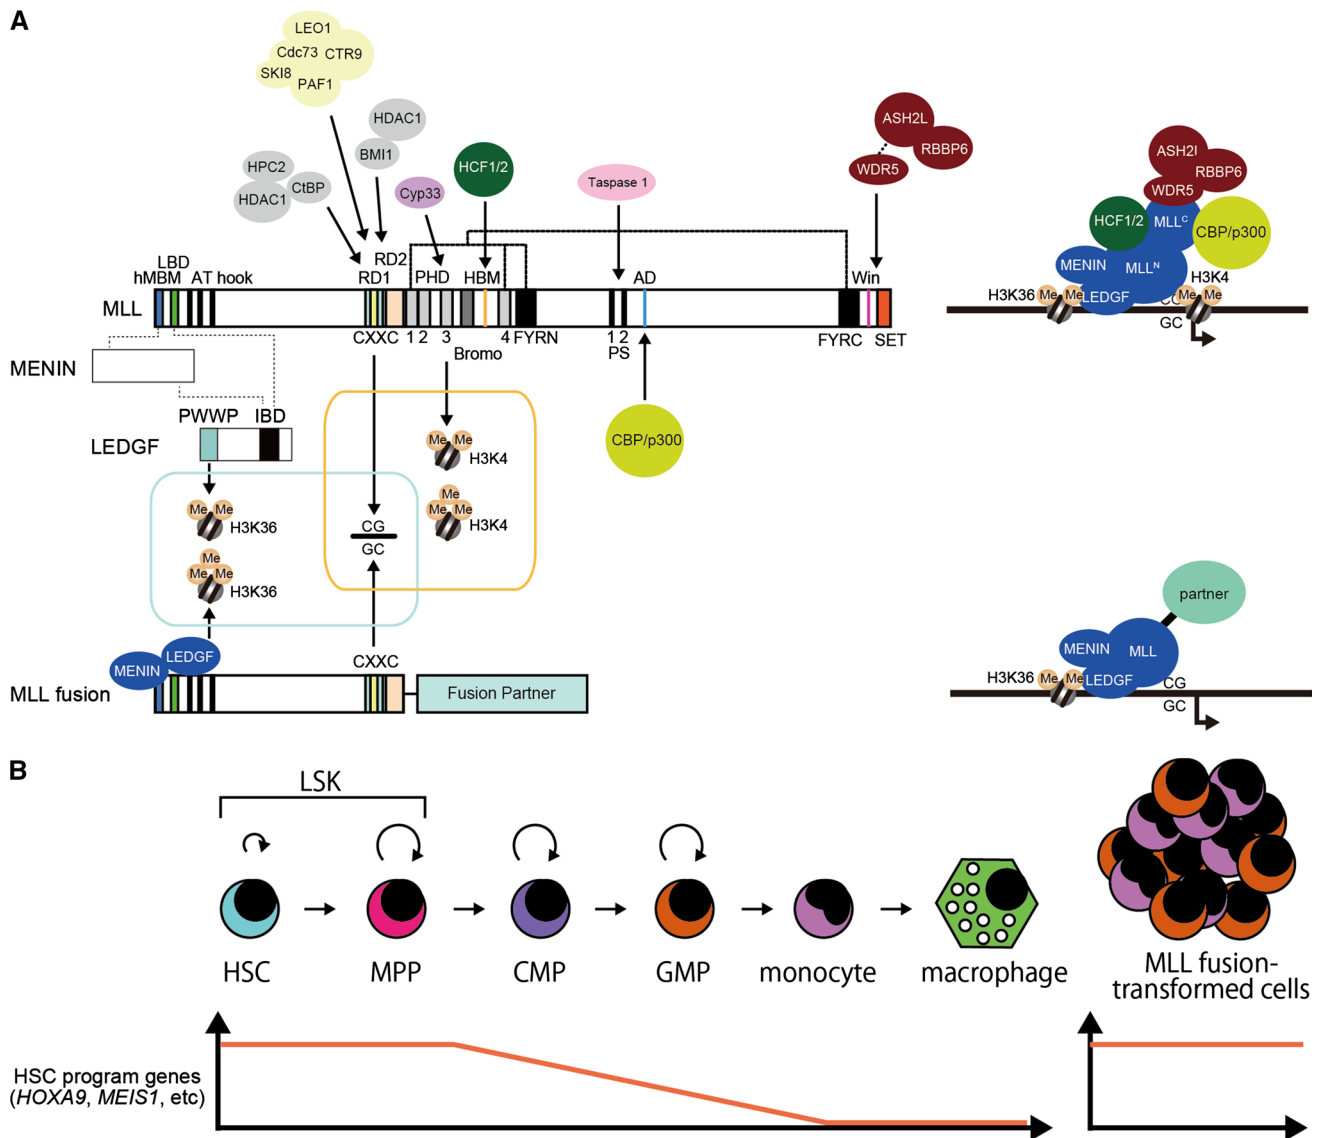 A
LEO1
Cdc73 CTR9
SKI8
PAF1
HDAC1
BMI1
HPC2
CtBP
HDAC1
Cyp33
HCF1/2
Taspase 1
ASH2L
RBBP6
WDR5
LBD
hMBM AT hook
RD2
RD1 PHD HBM
AD
Win
MLL
CXXC 1 2 3 4 FYRN 1 2 FYRC SET
Bromo
PS
MENIN
PWWP IBD
LEDGF
CBP/p300
Me Me
H3K4
Me
Me Me
H3K4
Me Me
H3K36
Me
Me Me
H3K36
CG
GC
MENIN LEDGF
CXXC
MLL fusion
Fusion Partner
ASH2I
RBBP6
WDR5
HCF1/2
MLLC
CBP/p300
MENIN
MLLN
H3K36 Me Me LEDGF
H3K4
Me Me
CG
GC
partner
MENIN MLL
H3K36 Me Me LEDGF
CG
GC
B
LSK
HSC MPP CMP GMP monocyte macrophage
MLL fusion-
transformed cells
HSC program genes
(HOXA9, MEIS1, etc)